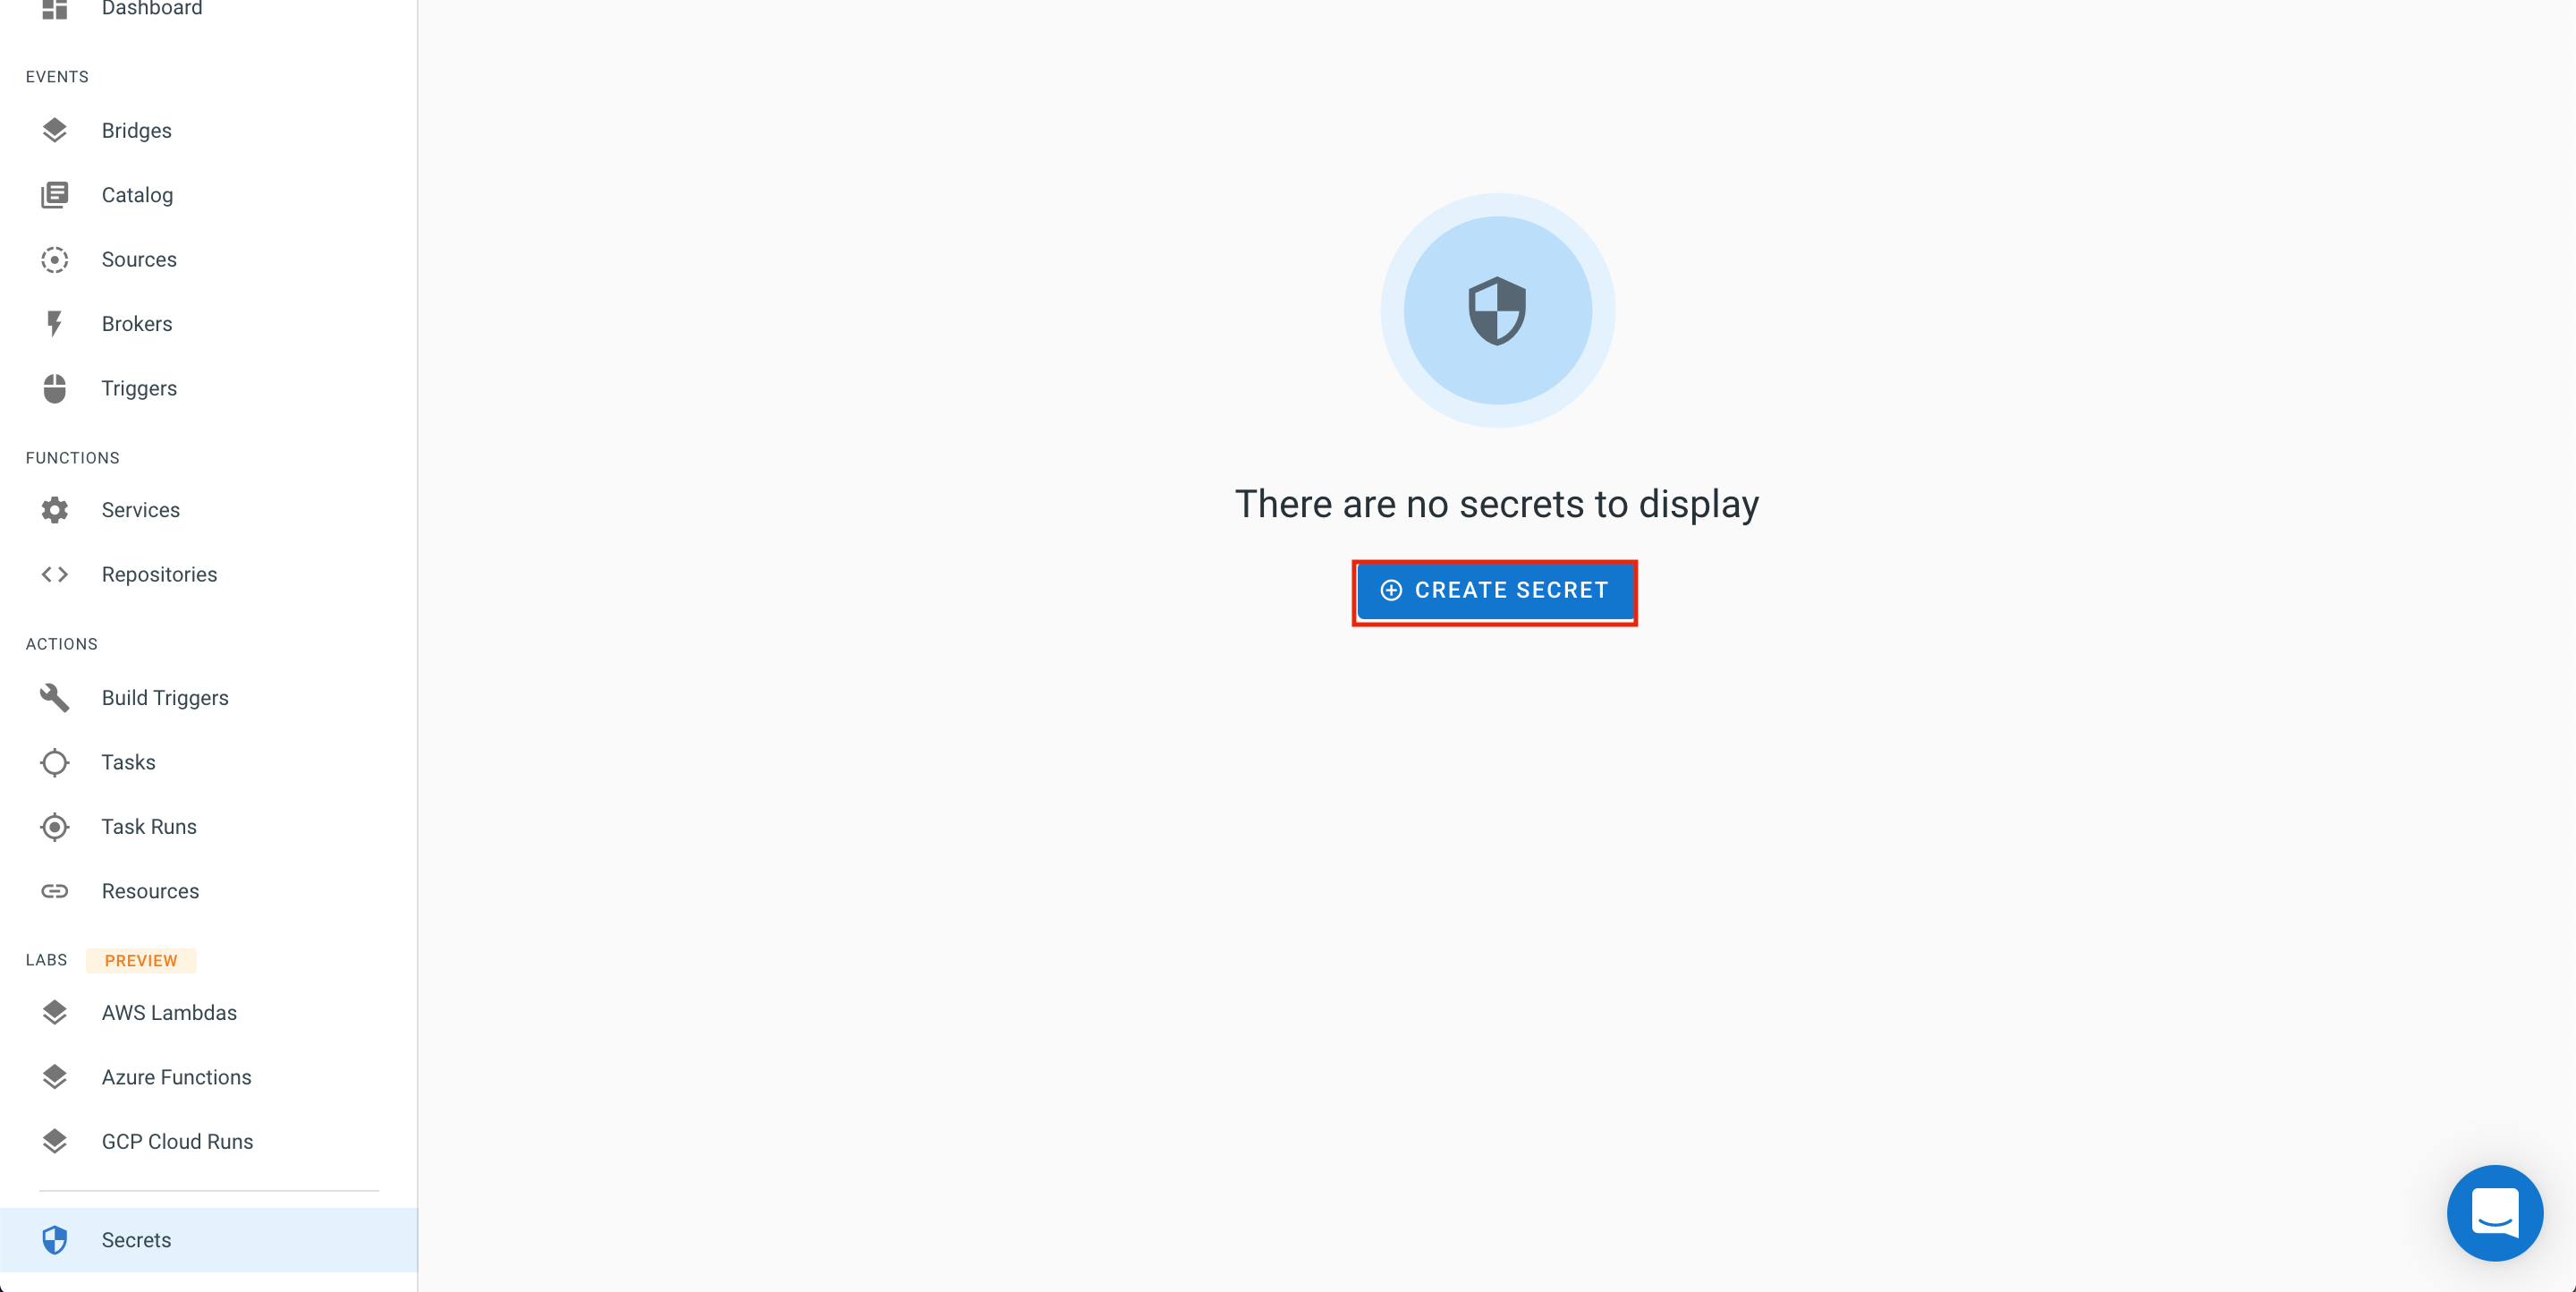 Dashboard
EVENTS
Bridges
Catalog
Sources
Brokers
Triggers
FUNCTIONS
Services
Repositories
ACTIONS
Build Triggers
Tasks
Task Runs
Resources
LABS PREVIEW
AWS Lambdas
Azure Functions
GCP Cloud Runs
Secrets
There are no secrets to display
CREATE SECRET